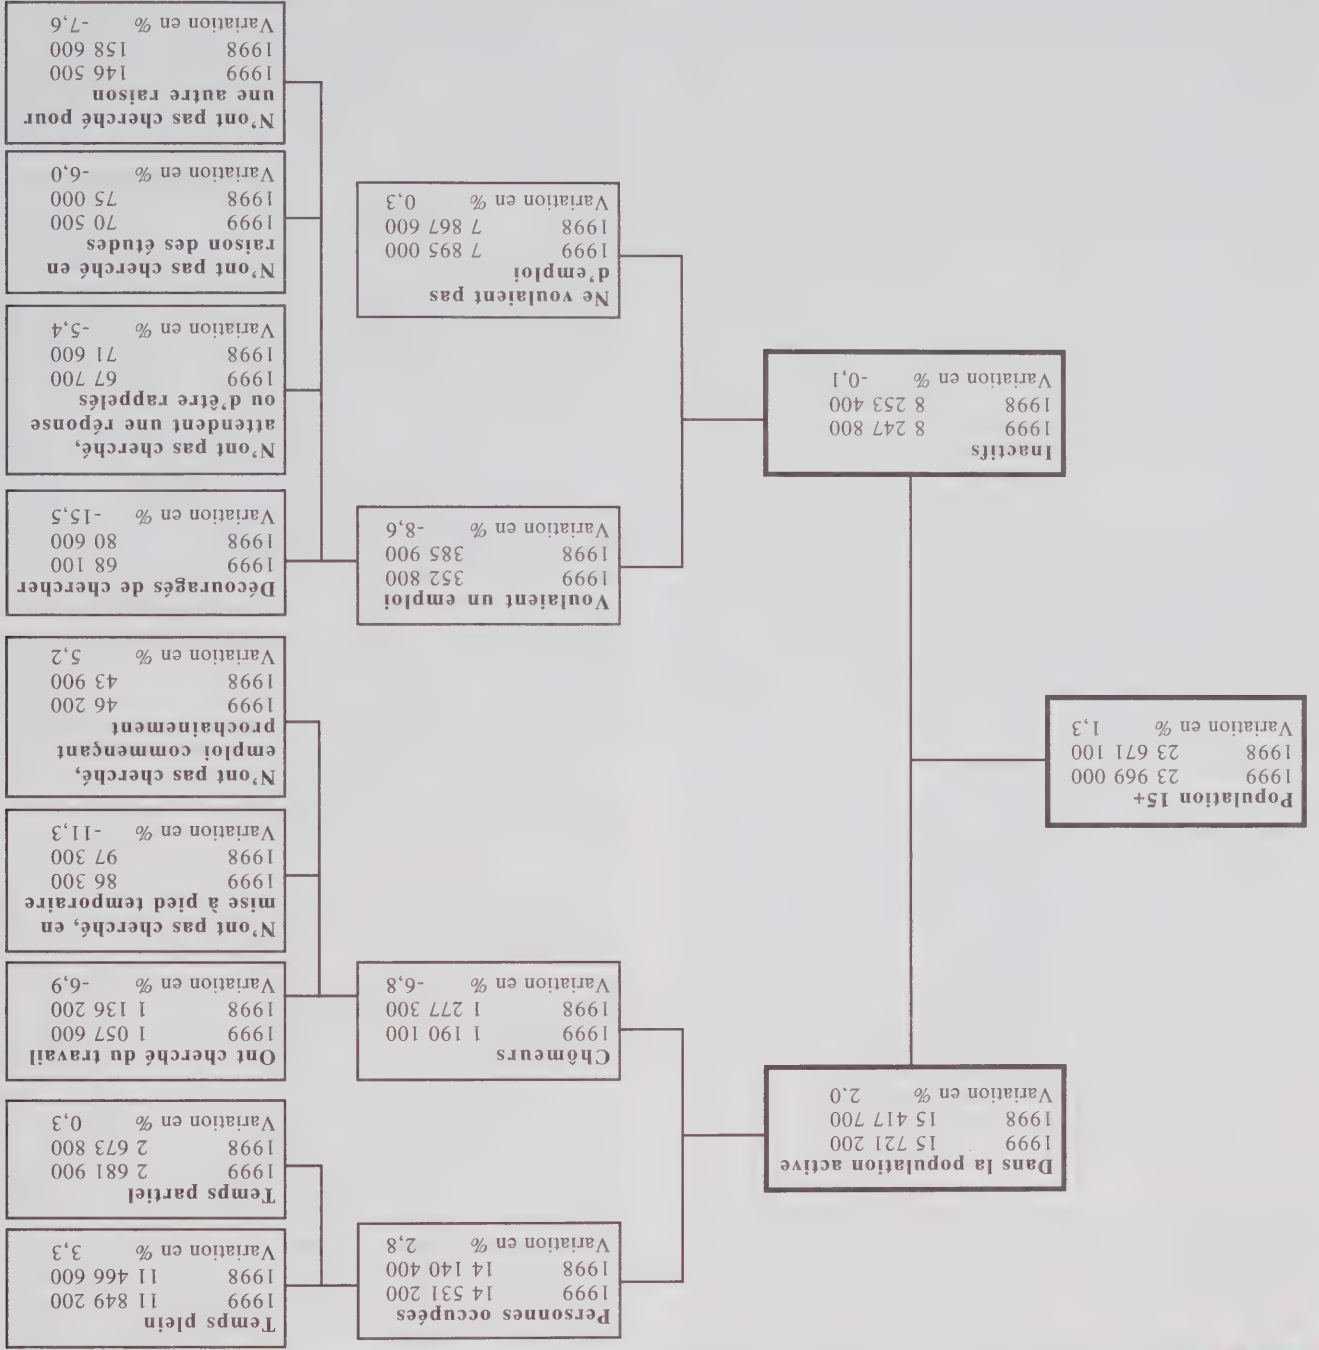 Population 15+
1999 23 969 000
1998 23 671 100
Variation en % 1,3
Dans la population active
1999 15 721 200
1998 15 417 700
Variation en % 2.0
Inactifs
1999 8 247 800
1998 8 253 400
Variation en % -0,1
Personnes occupées
1999 14 531 200
1998 14 140 400
Variation en % 2,8
Chômeurs
1999 1 190 100
1998 1 277 300
Variation en % -6,8
Voulaient un emploi
1999 352 800
1998 385 900
Variation en % -8,6
Ne voulaient pas
d'emploi
1999 7 895 000
1998 7 867 600
Variation en % 0,3
Temps plein
1999 11 849 200
1998 11 466 600
Variation en % 3,3
Temps partiel
1999 2 681 900
1998 2 673 800
Variation en % 0,3
Ont cherché du travail
1999 1 057 600
1998 1 136 200
Variation en % -6,9
N'ont pas cherché, en
mise à pied temporaire
1999 86 300
1998 97 300
Variation en % -11,3
N'ont pas cherché,
emploi commençant
prochainement
1999 46 200
1998 43 900
Variation en % 5,2
Découragés de chercher
1999 68 100
1998 80 600
Variation en % -15,5
N'ont pas cherché,
attendent une réponse
ou d'être rappelés
1999 67 700
1998 71 600
Variation en % -5,4
N'ont pas cherché en
raison des études
1999 70 500
1998 75 000
Variation en % -6,0
N'ont pas cherché pour
une autre raison
1999 146 500
1998 158 600
Variation en % -7,6